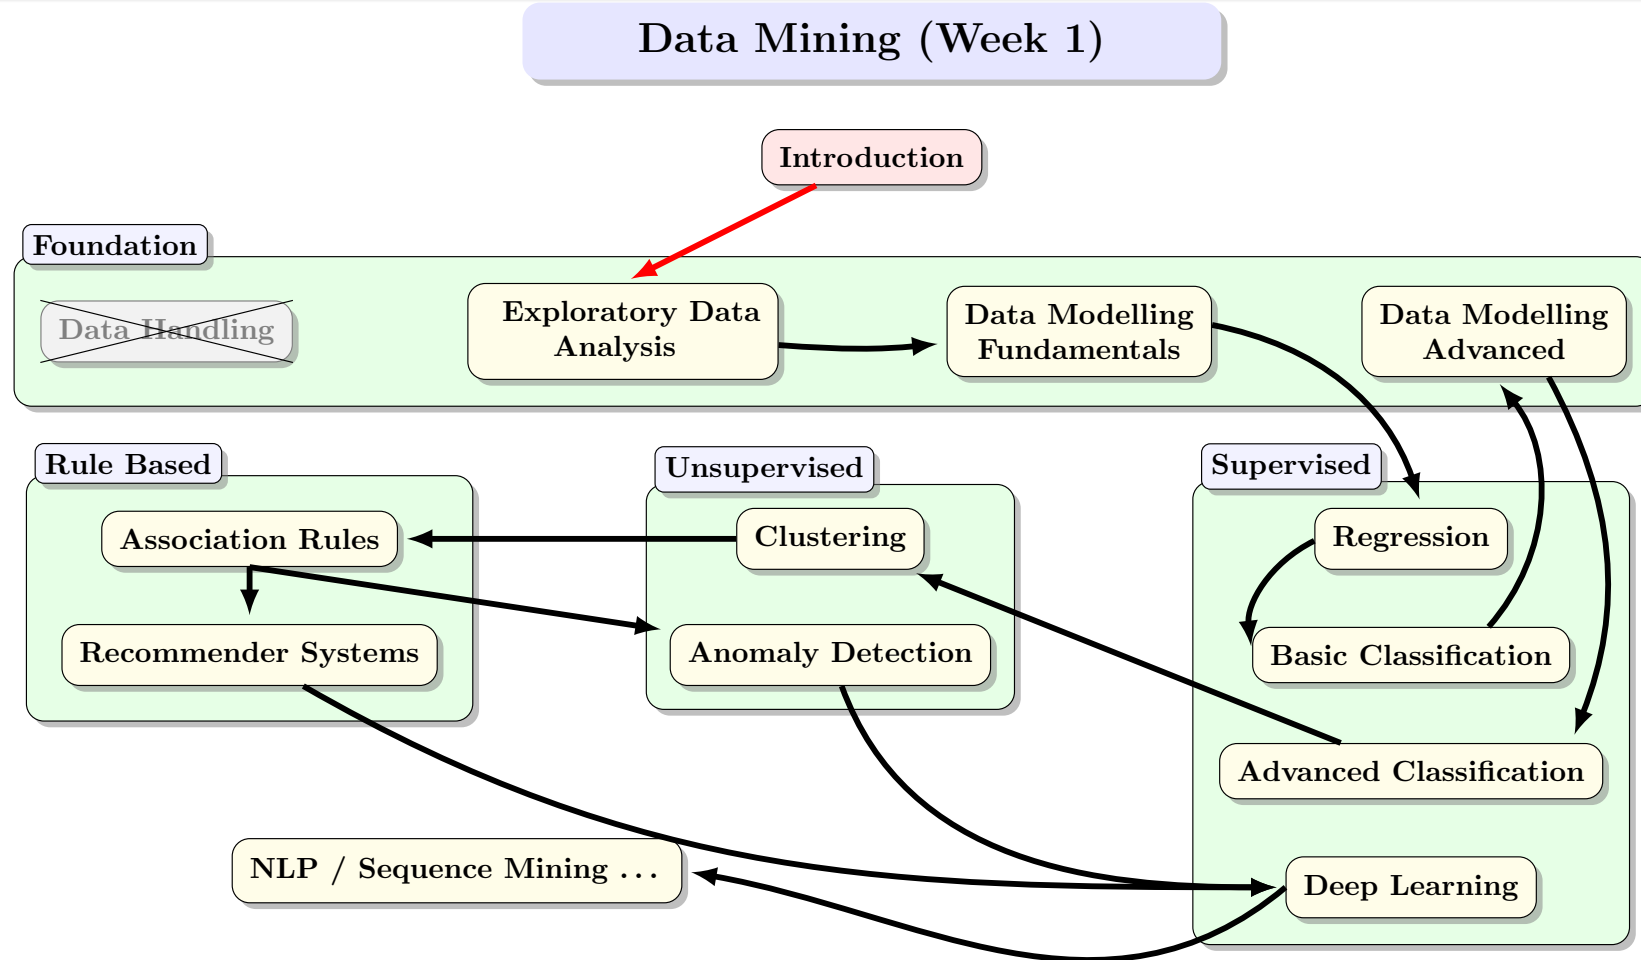 Data Mining (Week 1)
Introduction
Foundation
Data Handling
Exploratory Data
Analysis
Data Modelling
Fundamentals
Data Modelling
Advanced
Rule Based
Association Rules
Recommender Systems
Unsupervised
Clustering
Anomaly Detection
Supervised
Regression
Basic Classification
Advanced Classification
Deep Learning
NLP / Sequence Mining ...